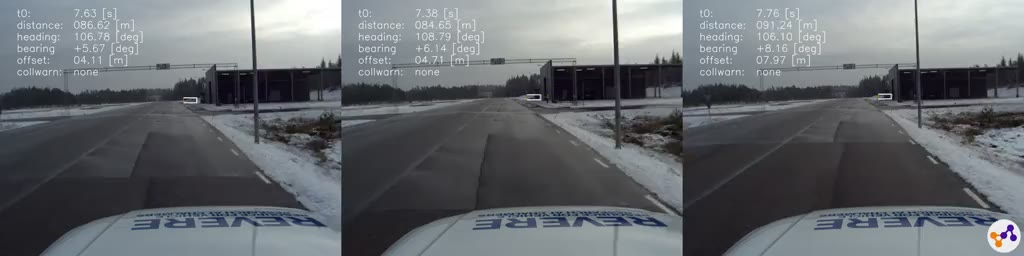 t0: 7.63 [s]
distance: 086.62 [m]
heading: 106.78 [deg]
bearing +5.67 [deg]
offset: 04.11 [m]
collwarn: none
t0: 7.38 [s]
distance: 084.65 [m]
heading: 108.79 [deg]
bearing +6.14 [deg]
offset: 04.71 [m]
collwarn: none
t0: 7.76 [s]
distance: 091.24 [m]
heading: 106.10 [deg]
bearing +8.16 [deg]
offset: 07.97 [m]
collwarn: none
REVERE
REVERE
REVERE